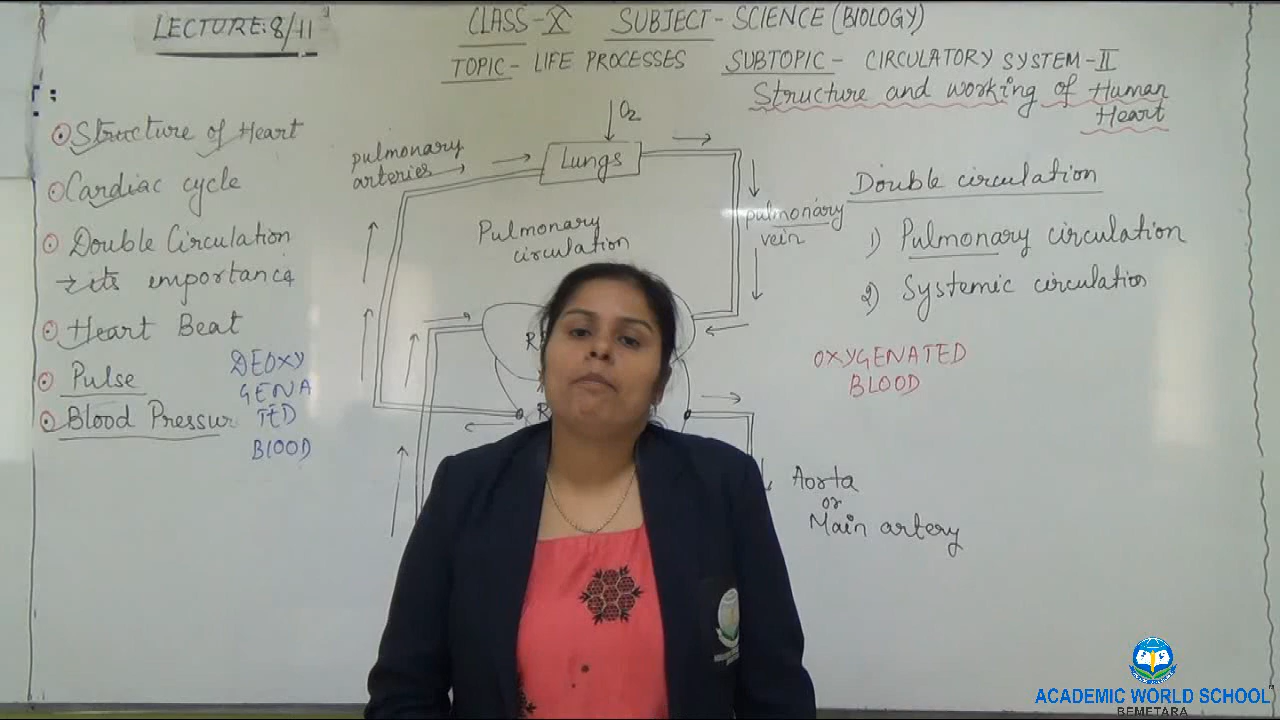 LECTURE: 8/11
CLASS-X SUBJECT- SCIENCE (BIOLOGY)
TOPIC- LIFE PROCESSES SUBTOPIC- CIRCULATORY SYSTEM-II
Structure and working of Human
Heart
Structure of Heart
Cardiac cycle
Double Circulation
its importance
Heart Beat
Pulse
Blood Pressur
DEOXY
GENA
TED
BLOOD
O2
pulmonary
arteries
Lungs
Pulmonary
circulation
pulmonary
vein
R
R
Double circulation
1) Pulmonary circulation
2) Systemic circulation
OXYGENATED
BLOOD
Aorta
or
Main artery
ACADEMIC WORLD SCHOOL
BEMETARA